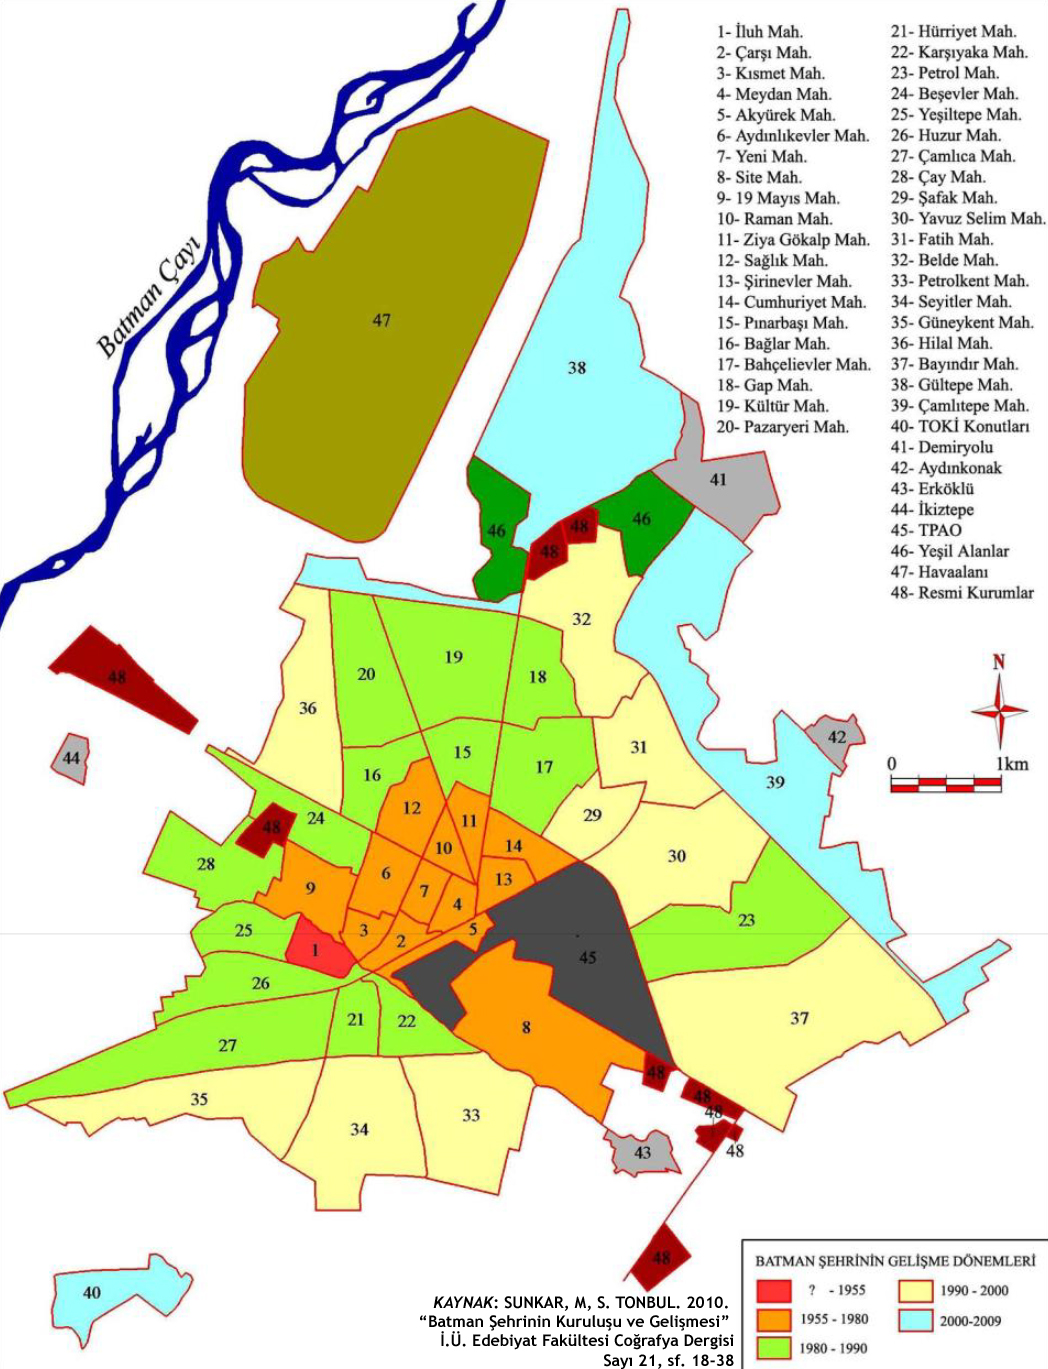 1- İluh Mah.
2- Çarşı Mah.
3- Kısmet Mah.
4- Meydan Mah.
5- Akyürek Mah.
6- Aydınlıkevler Mah.
7- Yeni Mah.
8- Site Mah.
9- 19 Mayıs Mah.
10- Raman Mah.
11- Ziya Gökalp Mah.
12- Sağlık Mah.
13- Şirinevler Mah.
14- Cumhuriyet Mah.
15- Pınarbaşı Mah.
16- Bağlar Mah.
17- Bahçelievler Mah.
18- Gap Mah.
19- Kültür Mah.
20- Pazaryeri Mah.
21- Hürriyet Mah.
22- Karşıyaka Mah.
23- Petrol Mah.
24- Beşevler Mah.
25- Yeşiltepe Mah.
26- Huzur Mah.
27- Çamlıca Mah.
28- Çay Mah.
29- Şafak Mah.
30- Yavuz Selim Mah.
31- Fatih Mah.
32- Belde Mah.
33- Petrolkent Mah.
34- Seyitler Mah.
35- Güneykent Mah.
36- Hilal Mah.
37- Bayındır Mah.
38- Gültepe Mah.
39- Çamlıtepe Mah.
40- TOKİ Konutları
41- Demiryolu
42- Aydınkonak
43- Erköklü
44- İkiztepe
45- TPAO
46- Yeşil Alanlar
47- Havaalanı
48- Resmi Kurumlar
Batman Çayı
47
38
41
46
46
48
48
32
19
20
18
48
36
31
42
44
15
17
16
39
12
29
24
11
48
14
10
30
28
6
13
9
7
4
23
25
3
5
2
1
45
26
21
22
8
37
27
48
35
48
48
33
34
43
48
48
40
N
0 1km
BATMAN ŞEHRİNİN GELİŞME DÖNEMLERİ
? - 1955
1955 - 1980
1980 - 1990
1990 - 2000
2000-2009
KAYNAK: SUNKAR, M, S. TONBUL. 2010.
“Batman Şehrinin Kuruluşu ve Gelişmesi”
İ.Ü. Edebiyat Fakültesi Coğrafya Dergisi
Sayı 21, sf. 18-38